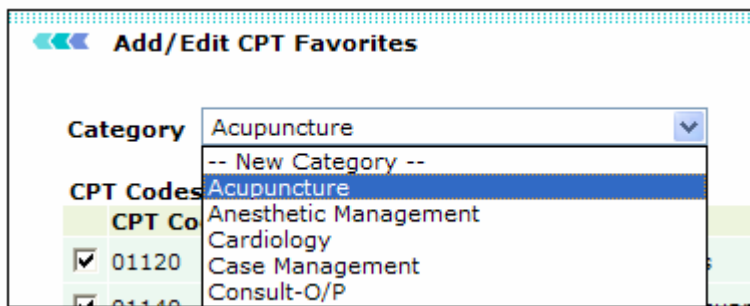 Add/Edit CPT Favorites
Category Acupuncture
-- New Category --
CPT Codes Acupuncture
CPT Co Anesthetic Management
Cardiology
01120 Case Management s
Consult-O/P